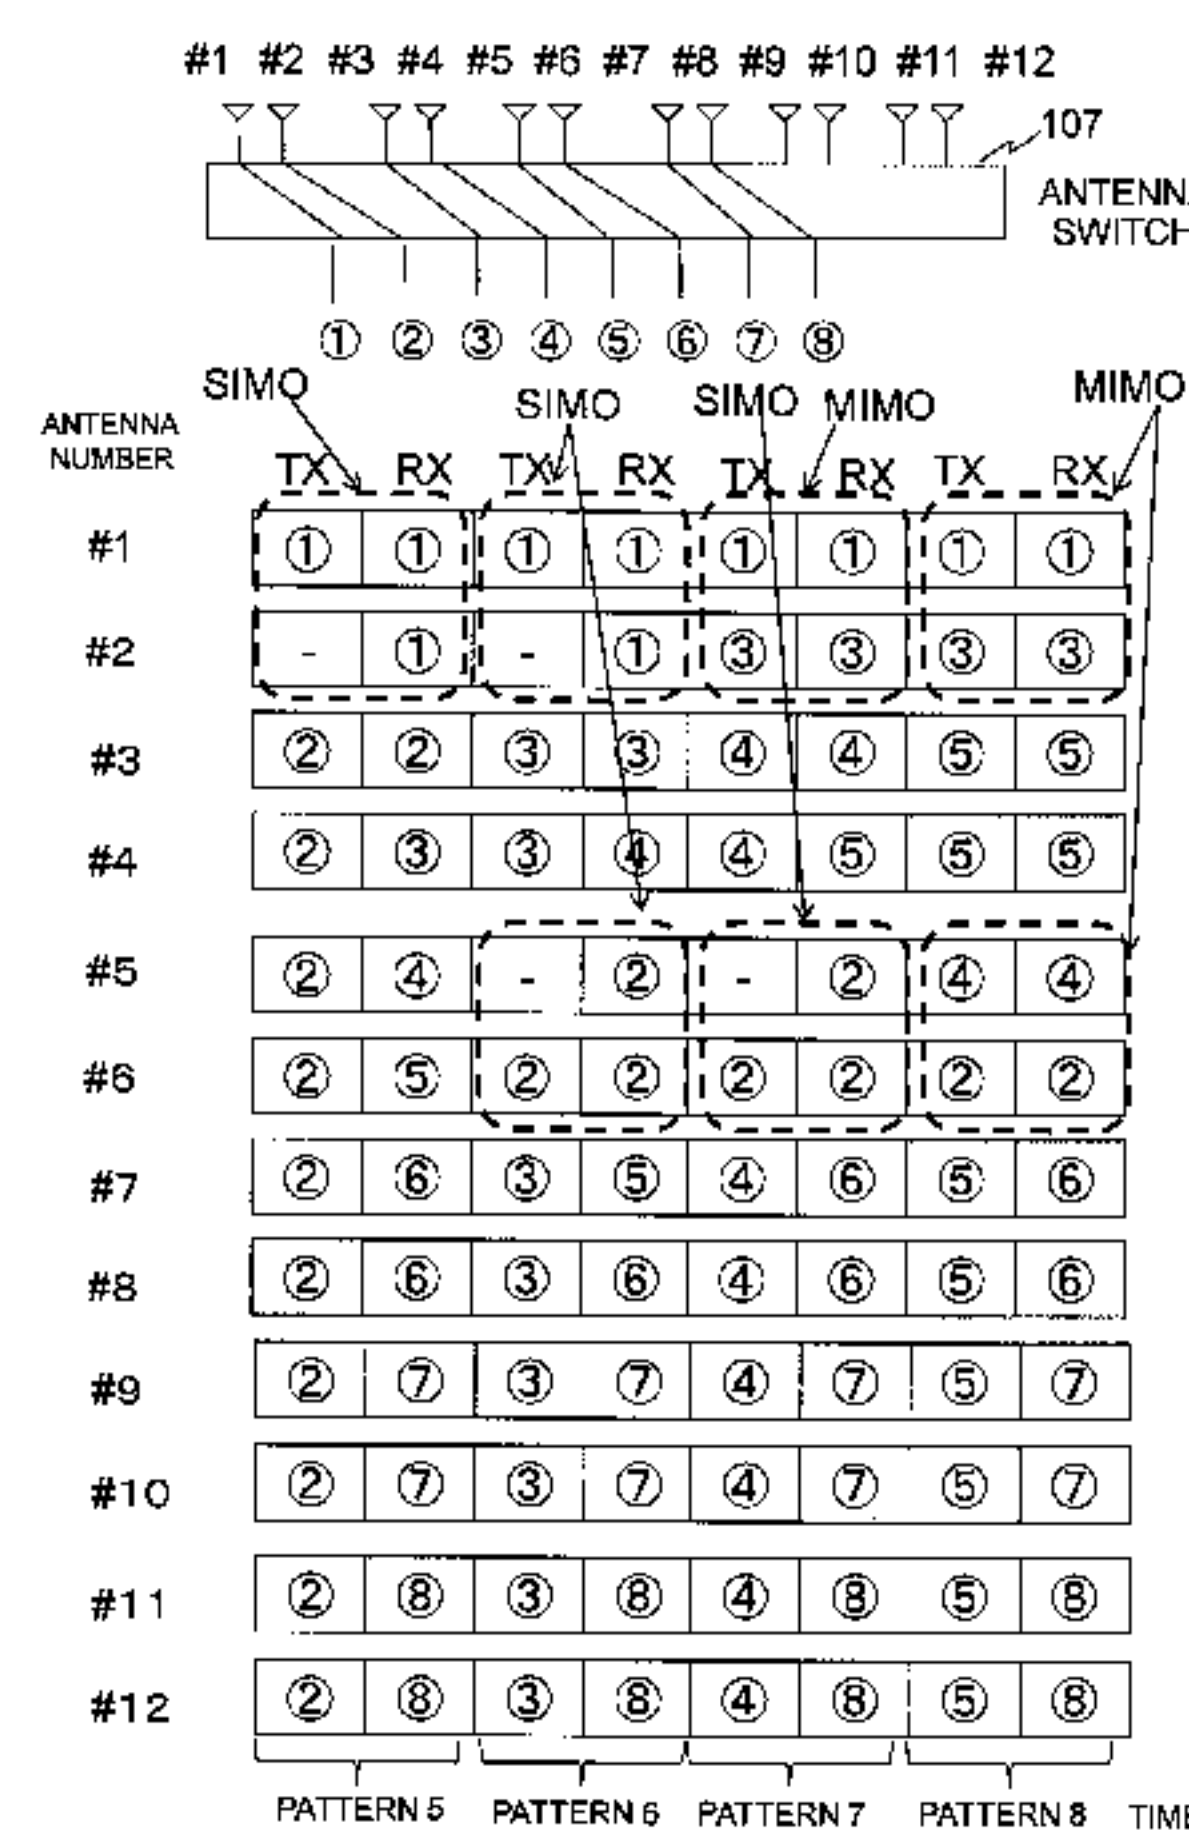 #1 #2 #3 #4 #5 #6 #7 #8 #9 #10 #11 #12
107
ANTENNA
SWITCH
① ② ③ ④ ⑤ ⑥ ⑦ ⑧
SIMO SIMO SIMO MIMO MIMO
ANTENNA
NUMBER
TX RX TX RX TX RX TX RX
#1 ① ① ① ① ① ① ① ①
#2 - ① - ① ③ ③ ③ ③
#3 ② ② ③ ③ ④ ④ ⑤ ⑤
#4 ② ③ ③ ④ ④ ⑤ ⑤ ⑤
#5 ② ④ - ② - ② ④ ④
#6 ② ⑤ ② ② ② ② ② ②
#7 ② ⑥ ③ ⑤ ④ ⑥ ⑤ ⑥
#8 ② ⑥ ③ ⑥ ④ ⑥ ⑤ ⑥
#9 ② ⑦ ③ ⑦ ④ ⑦ ⑤ ⑦
#10 ② ⑦ ③ ⑦ ④ ⑦ ⑤ ⑦
#11 ② ⑧ ③ ⑧ ④ ⑧ ⑤ ⑧
#12 ② ⑧ ③ ⑧ ④ ⑧ ⑤ ⑧
PATTERN 5 PATTERN 6 PATTERN 7 PATTERN 8 TIME